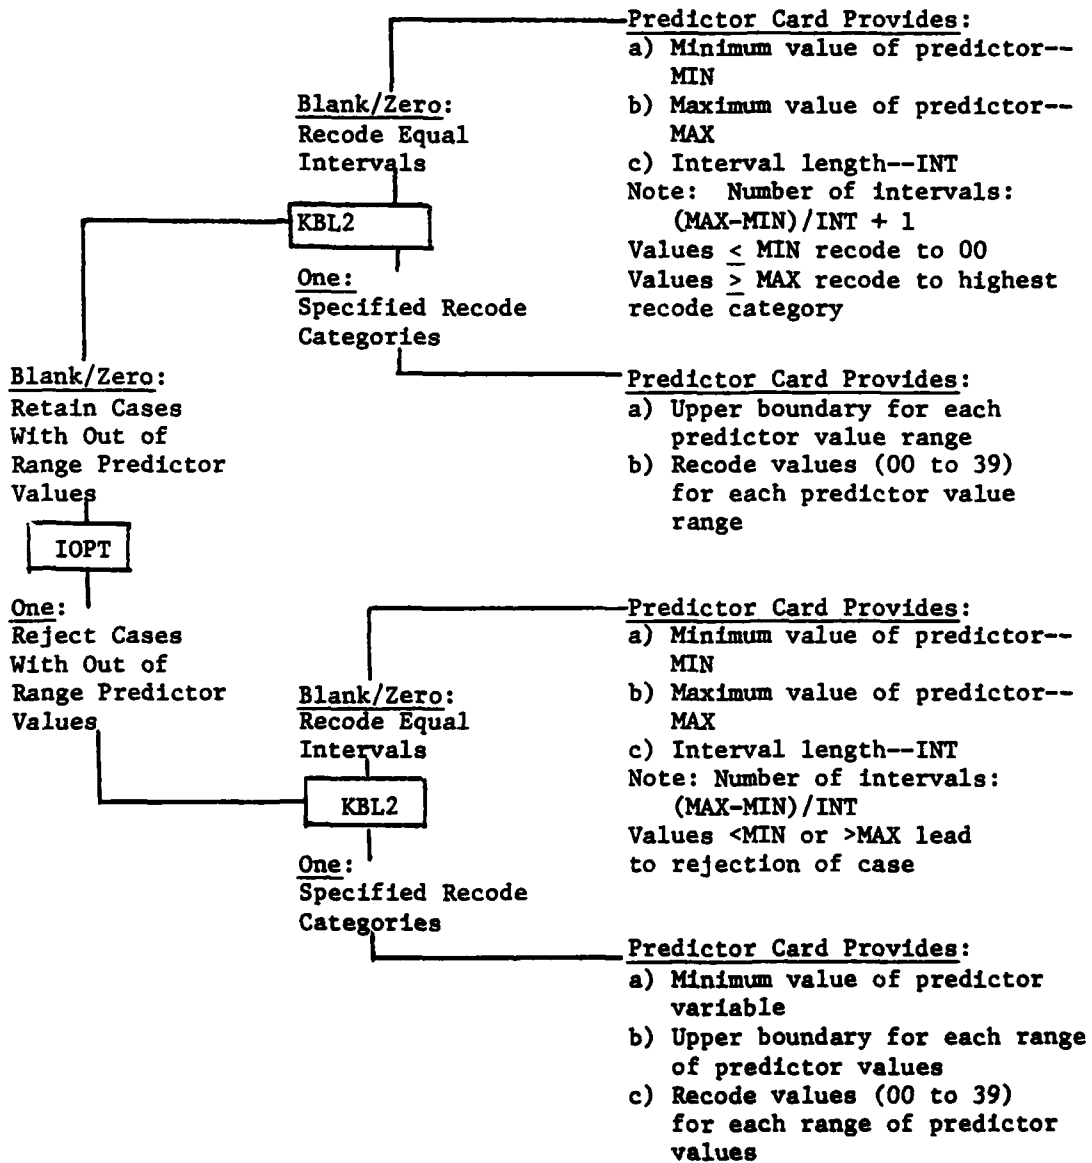 Predictor Card Provides:
a) Minimum value of predictor--
MIN
b) Maximum value of predictor--
MAX
c) Interval length--INT
Note: Number of intervals:
(MAX-MIN)/INT + 1
Values ≤ MIN recode to 00
Values ≥ MAX recode to highest
recode category
Blank/Zero:
Recode Equal
Intervals
KBL2
One:
Specified Recode
Categories
Predictor Card Provides:
a) Upper boundary for each
predictor value range
b) Recode values (00 to 39)
for each predictor value
range
Blank/Zero:
Retain Cases
With Out of
Range Predictor
Values
IOPT
One:
Reject Cases
With Out of
Range Predictor
Values
Predictor Card Provides:
a) Minimum value of predictor--
MIN
b) Maximum value of predictor--
MAX
c) Interval length--INT
Note: Number of intervals:
(MAX-MIN)/INT
Values <MIN or >MAX lead
to rejection of case
Blank/Zero:
Recode Equal
Intervals
KBL2
One:
Specified Recode
Categories
Predictor Card Provides:
a) Minimum value of predictor
variable
b) Upper boundary for each range
of predictor values
c) Recode values (00 to 39)
for each range of predictor
values